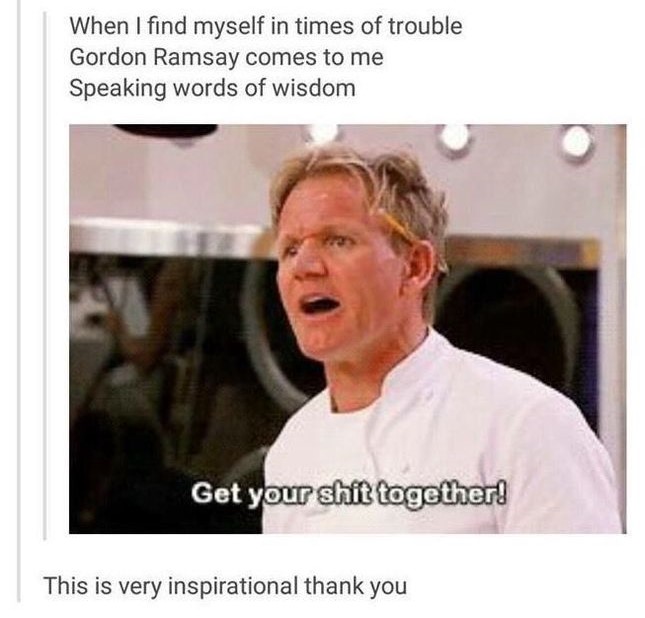 When I find myself in times of trouble
Gordon Ramsay comes to me
Speaking words of wisdom
Get your shit together!
This is very inspirational thank you